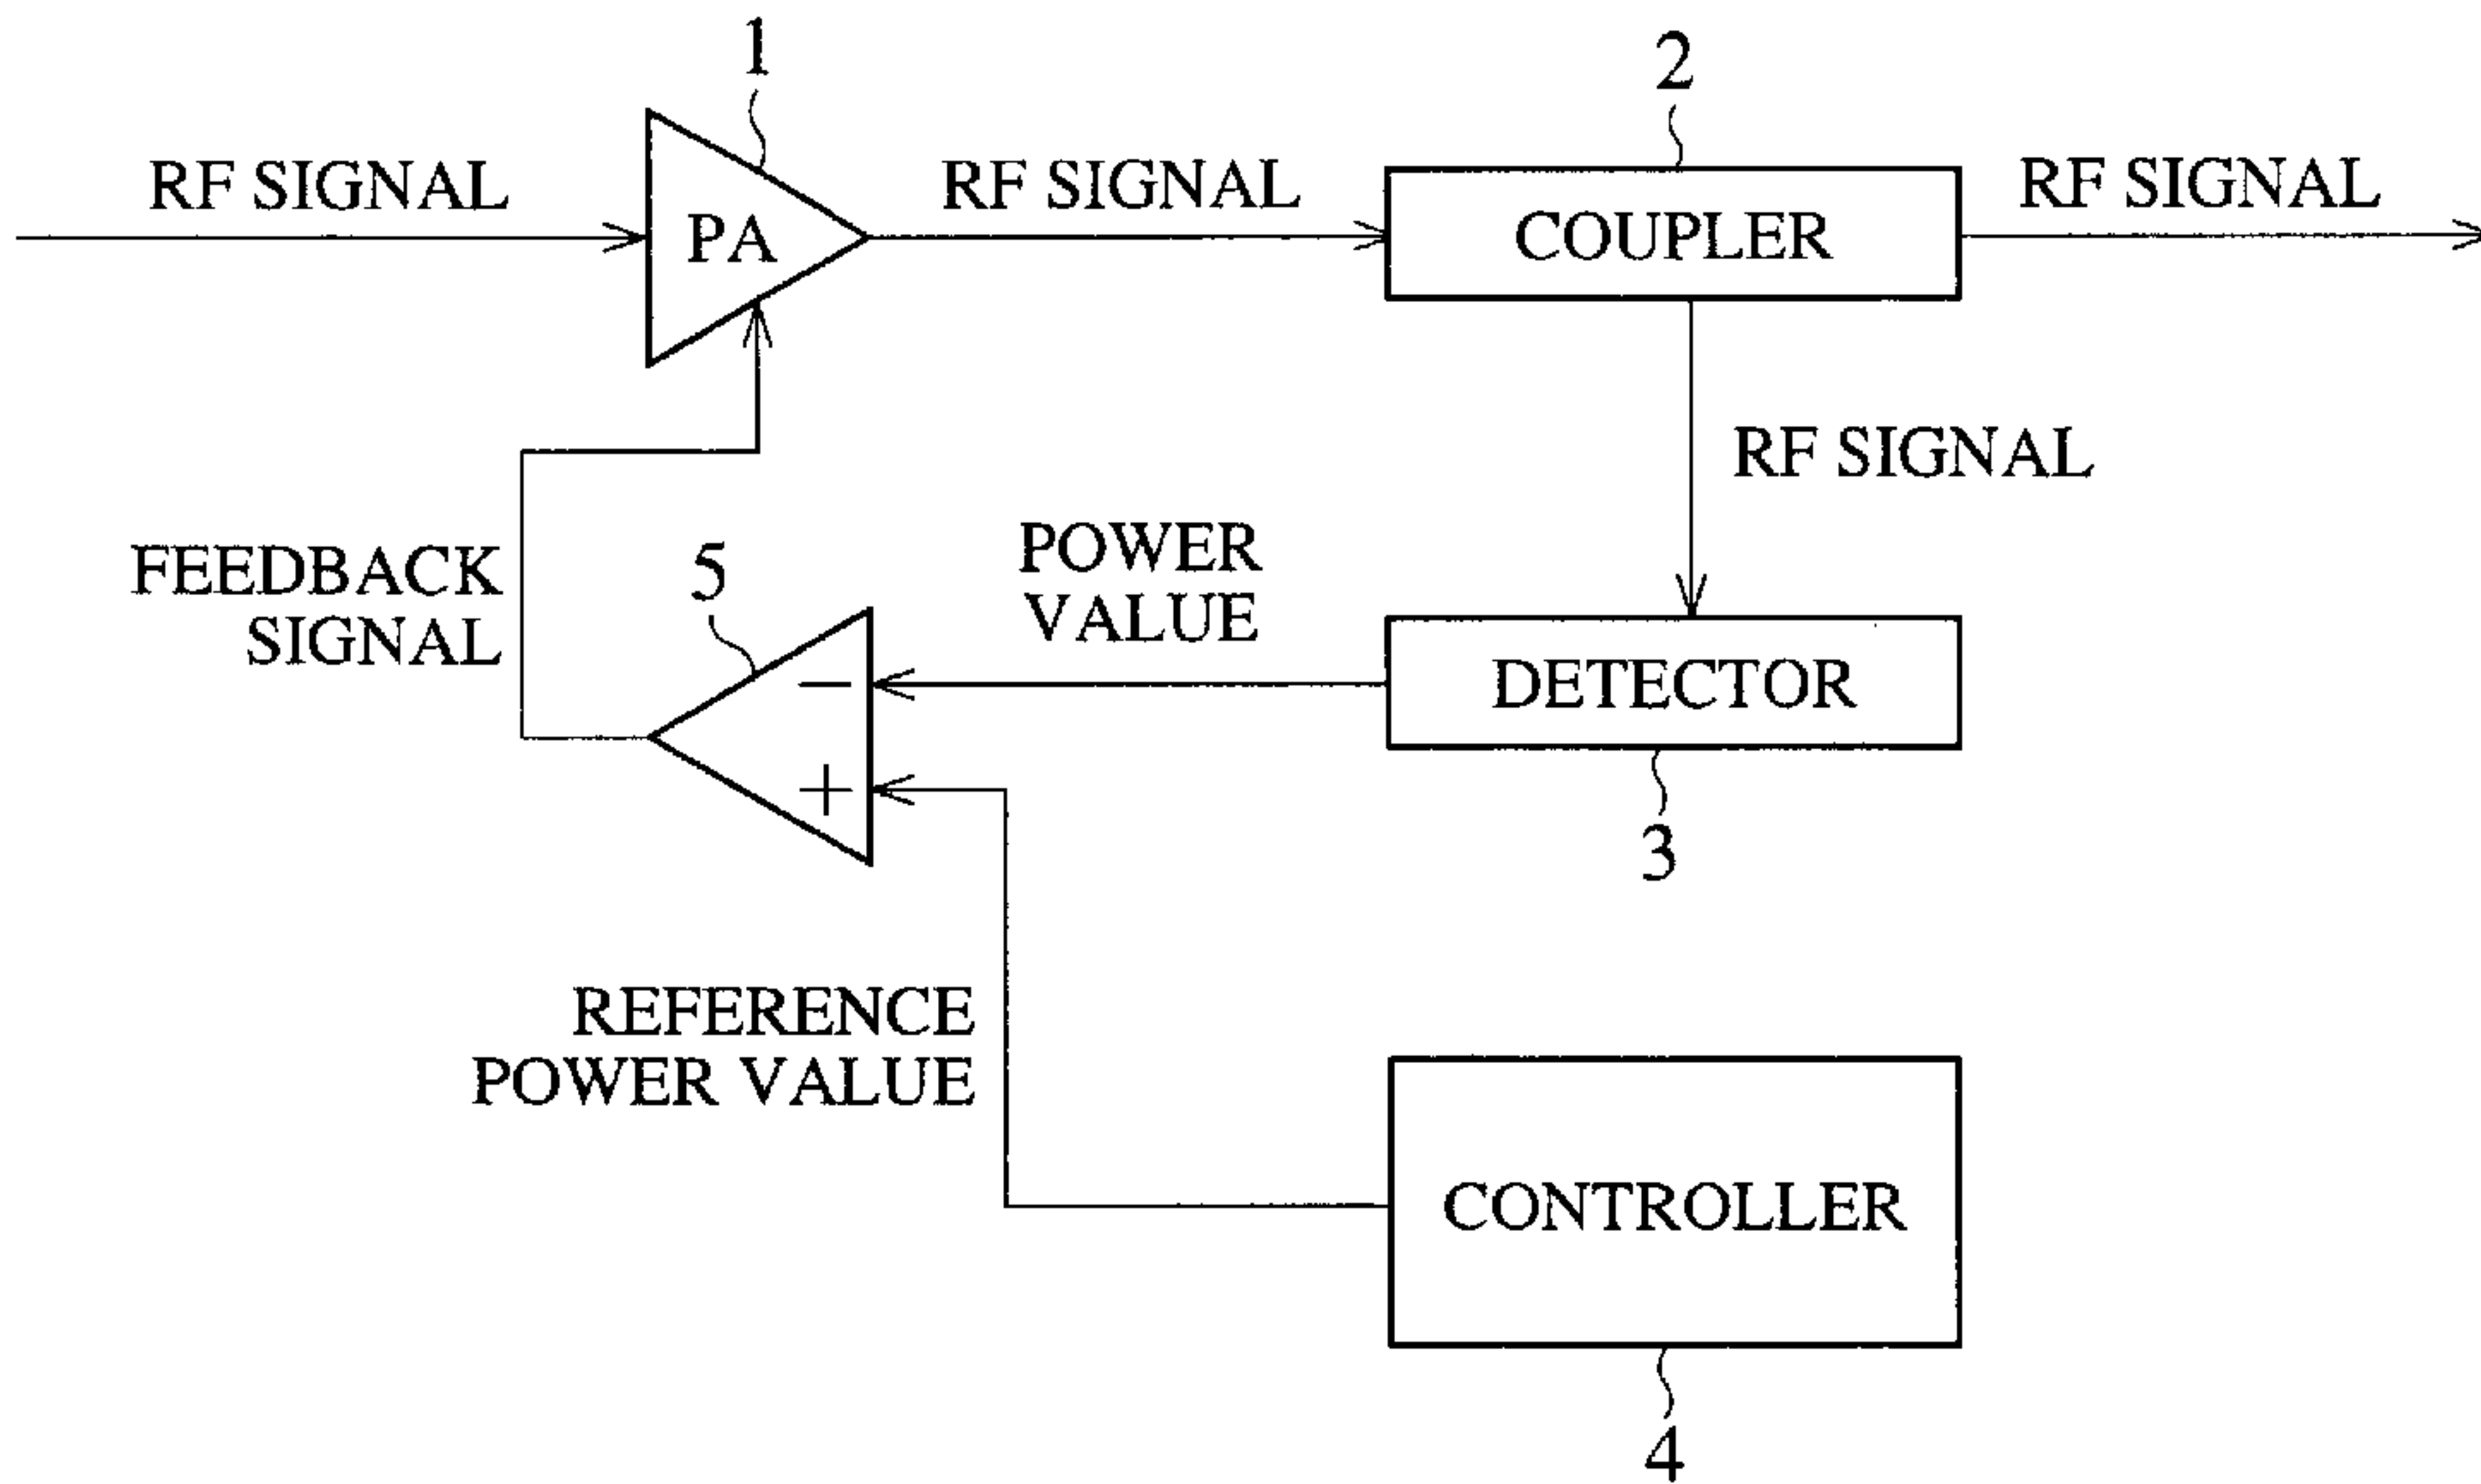 1
2
RF SIGNAL
RF SIGNAL
RF SIGNAL
PA
COUPLER
RF SIGNAL
FEEDBACK
SIGNAL
5
POWER
VALUE
−
DETECTOR
+
3
REFERENCE
POWER VALUE
CONTROLLER
4